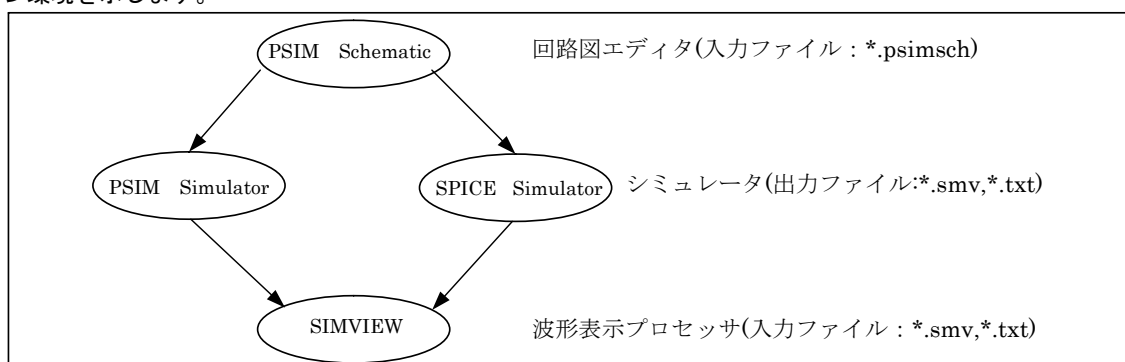 PSIM Schematic
回路図エディタ(入力ファイル：*.psimsch)
PSIM Simulator
SPICE Simulator
シミュレータ(出力ファイル:*.smv,*.txt)
SIMVIEW
波形表示プロセッサ(入力ファイル：*.smv,*.txt)